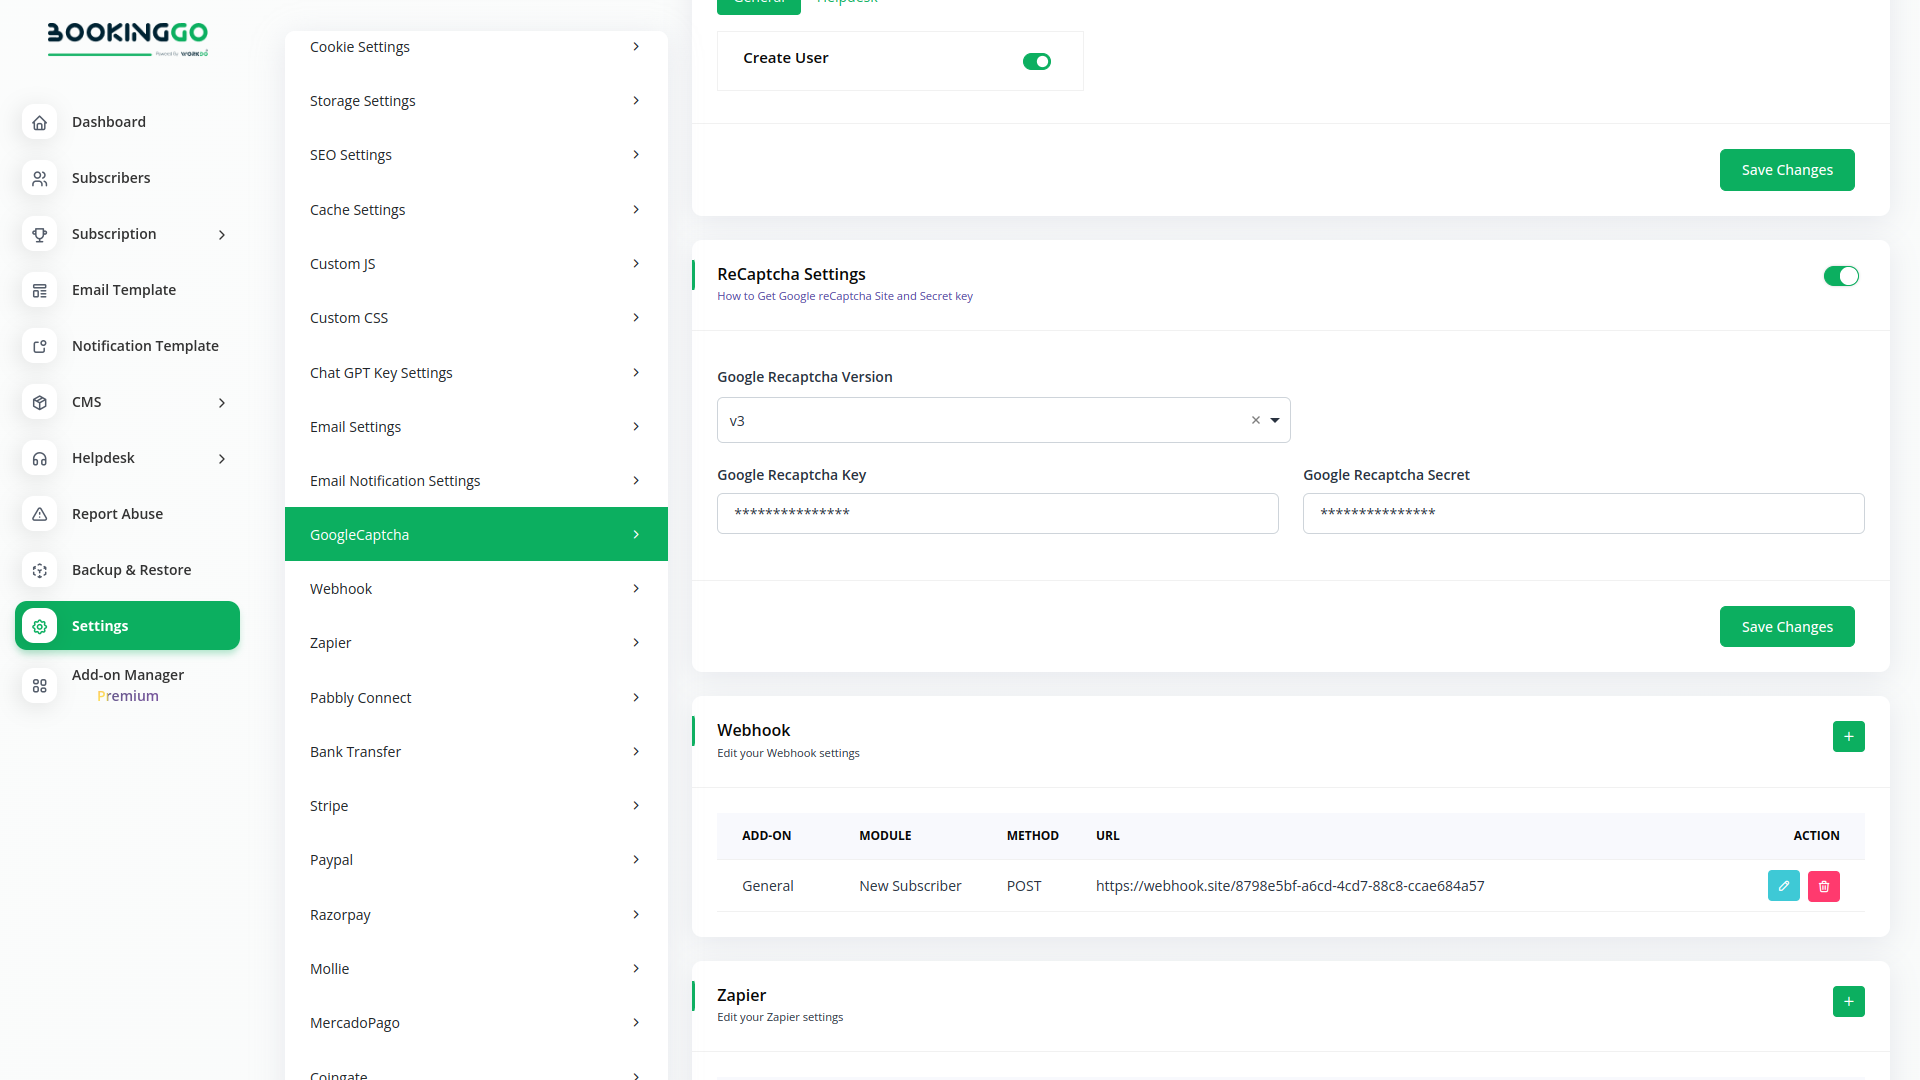 BOOKINGGO
Powered By WORKDO
Dashboard
Subscribers
Subscription
Email Template
Notification Template
CMS
Helpdesk
Report Abuse
Backup & Restore
Settings
Add-on Manager
Premium
Cookie Settings
Storage Settings
SEO Settings
Cache Settings
Custom JS
Custom CSS
Chat GPT Key Settings
Email Settings
Email Notification Settings
GoogleCaptcha
Webhook
Zapier
Pabbly Connect
Bank Transfer
Stripe
Paypal
Razorpay
Mollie
MercadoPago
Coingate
General Helpdesk
Create User
Save Changes
ReCaptcha Settings
How to Get Google reCaptcha Site and Secret key
Google Recaptcha Version
v3
Google Recaptcha Key Google Recaptcha Secret
*************** ***************
Save Changes
Webhook
Edit your Webhook settings
ADD-ON MODULE METHOD URL ACTION
General New Subscriber POST https://webhook.site/8798e5bf-a6cd-4cd7-88c8-ccae684a57
Zapier
Edit your Zapier settings